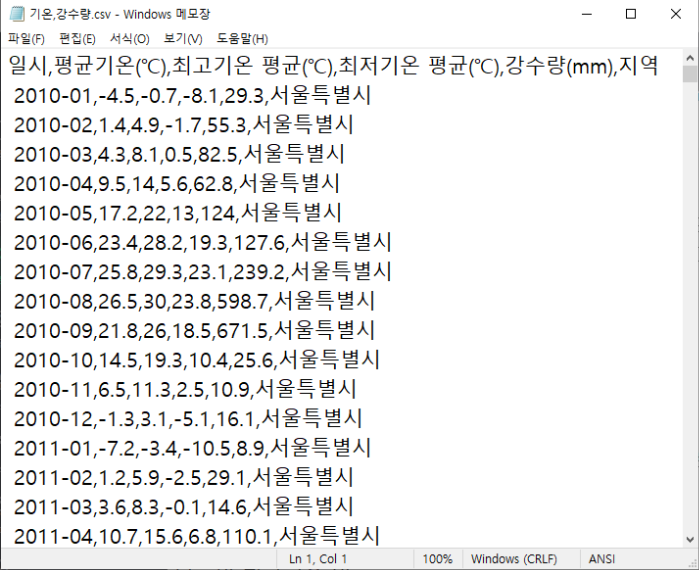 기온,강수량.csv - Windows 메모장
파일(F) 편집(E) 서식(O) 보기(V) 도움말(H)
일시,평균기온(℃),최고기온 평균(℃),최저기온 평균(℃),강수량(mm),지역
2010-01,-4.5,-0.7,-8.1,29.3,서울특별시
2010-02,1.4,4.9,-1.7,55.3,서울특별시
2010-03,4.3,8.1,0.5,82.5,서울특별시
2010-04,9.5,14,5.6,62.8,서울특별시
2010-05,17.2,22,13,124,서울특별시
2010-06,23.4,28.2,19.3,127.6,서울특별시
2010-07,25.8,29.3,23.1,239.2,서울특별시
2010-08,26.5,30,23.8,598.7,서울특별시
2010-09,21.8,26,18.5,671.5,서울특별시
2010-10,14.5,19.3,10.4,25.6,서울특별시
2010-11,6.5,11.3,2.5,10.9,서울특별시
2010-12,-1.3,3.1,-5.1,16.1,서울특별시
2011-01,-7.2,-3.4,-10.5,8.9,서울특별시
2011-02,1.2,5.9,-2.5,29.1,서울특별시
2011-03,3.6,8.3,-0.1,14.6,서울특별시
2011-04,10.7,15.6,6.8,110.1,서울특별시
Ln 1, Col 1 100% Windows (CRLF) ANSI